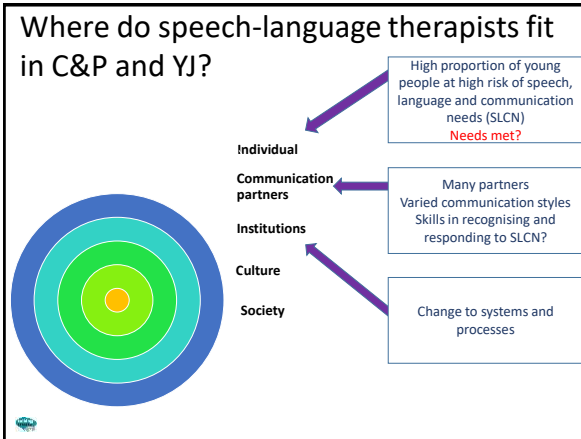 Where do speech-language therapists fit
in C&P and YJ?
High proportion of young
people at high risk of speech,
language and communication
needs (SLCN)
Needs met?
Individual
Communication
partners
Many partners
Varied communication styles
Skills in recognising and
responding to SLCN?
Institutions
Culture
Society
Change to systems and
processes